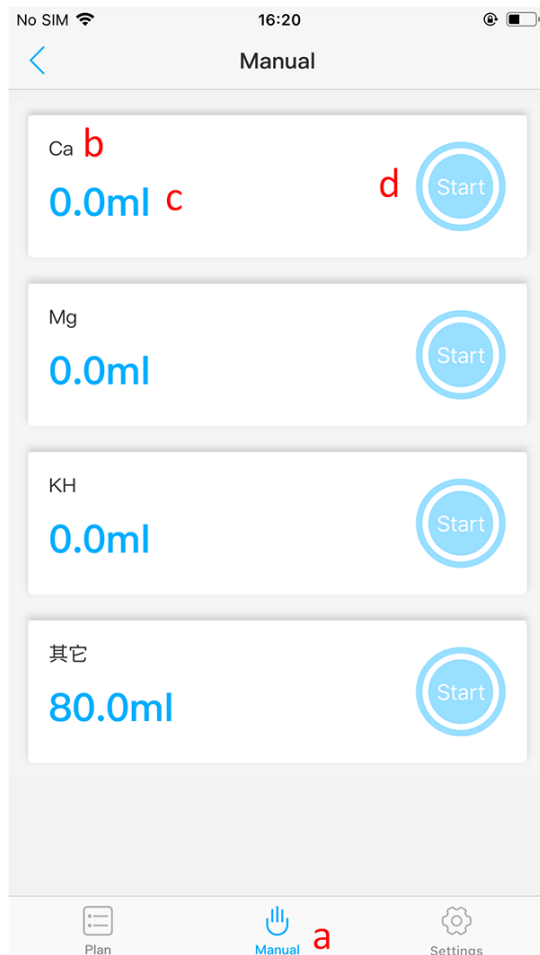 No SIM 16:20
Manual
Ca b
0.0ml c
d Start
Mg
0.0ml
Start
KH
0.0ml
Start
其它
80.0ml
Start
Plan
Manual a
Settings